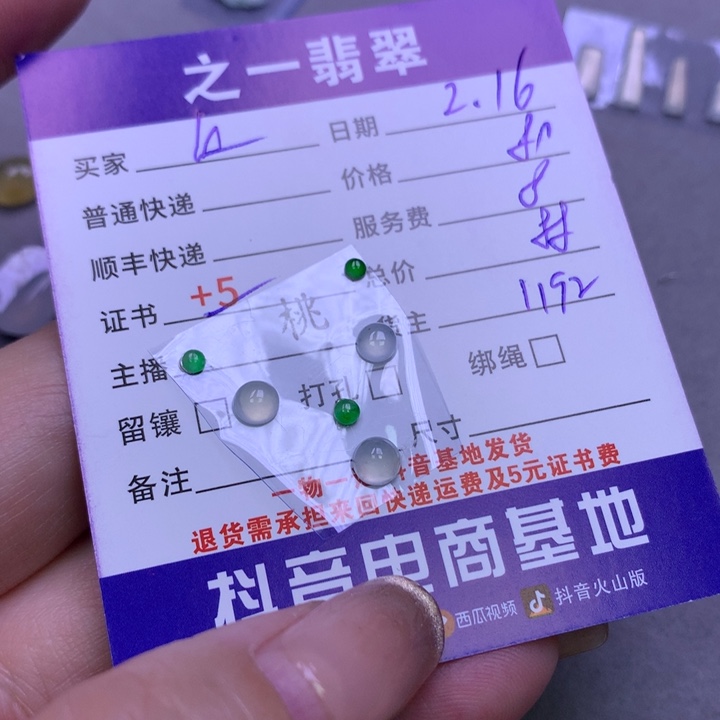 之一翡翠
买家 日期 2.16
普通快递 价格
顺丰快递 服务费 8
证书 +5 总价
主播 桃 货主 1192
留镶 打孔 绑绳
备注 尺寸
退货需承担来回快递运费及5元证书费
抖音电商基地
西瓜视频 抖音火山版